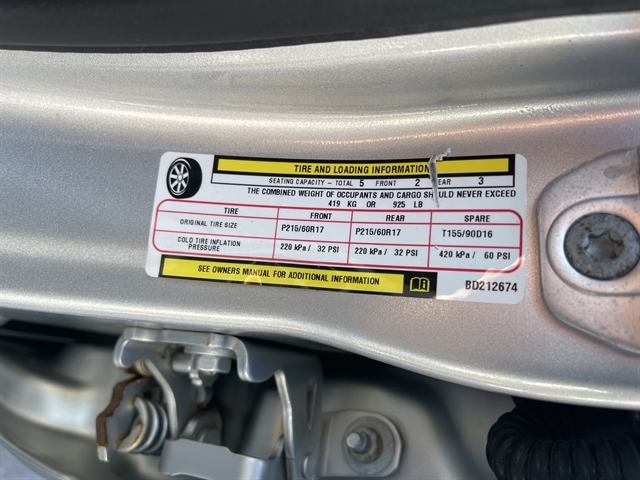 TIRE AND LOADING INFORMATION
SEATING CAPACITY - TOTAL 5 FRONT 2 EAR 3
THE COMBINED WEIGHT OF OCCUPANTS AND CARGO SHOULD NEVER EXCEED
419 KG OR 925 LB
TIRE FRONT REAR SPARE
ORIGINAL TIRE SIZE P215/60R17 P215/60R17 T155/90D16
COLD TIRE INFLATION PRESSURE 220 kPa / 32 PSI 220 kPa / 32 PSI 420 kPa / 60 PSI
SEE OWNERS MANUAL FOR ADDITIONAL INFORMATION
BD212674